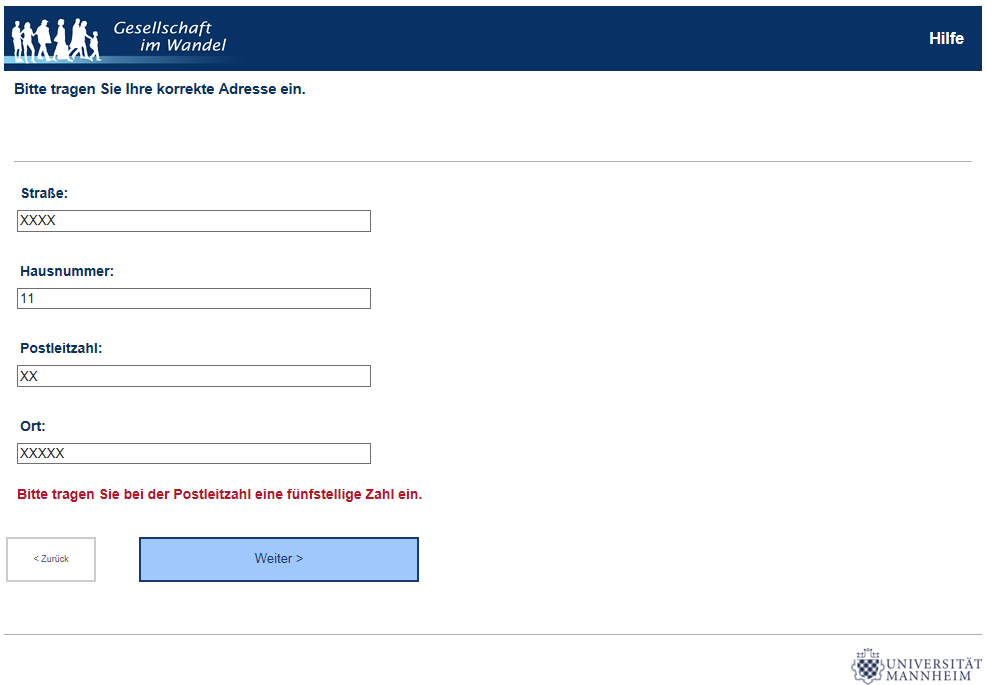 Gesellschaft
im Wandel
Hilfe
Bitte tragen Sie Ihre korrekte Adresse ein.
Straße:
XXXX
Hausnummer:
11
Postleitzahl:
XX
Ort:
XXXXX
Bitte tragen Sie bei der Postleitzahl eine fünfstellige Zahl ein.
< Zurück
Weiter >
UNIVERSITÄT
MANNHEIM